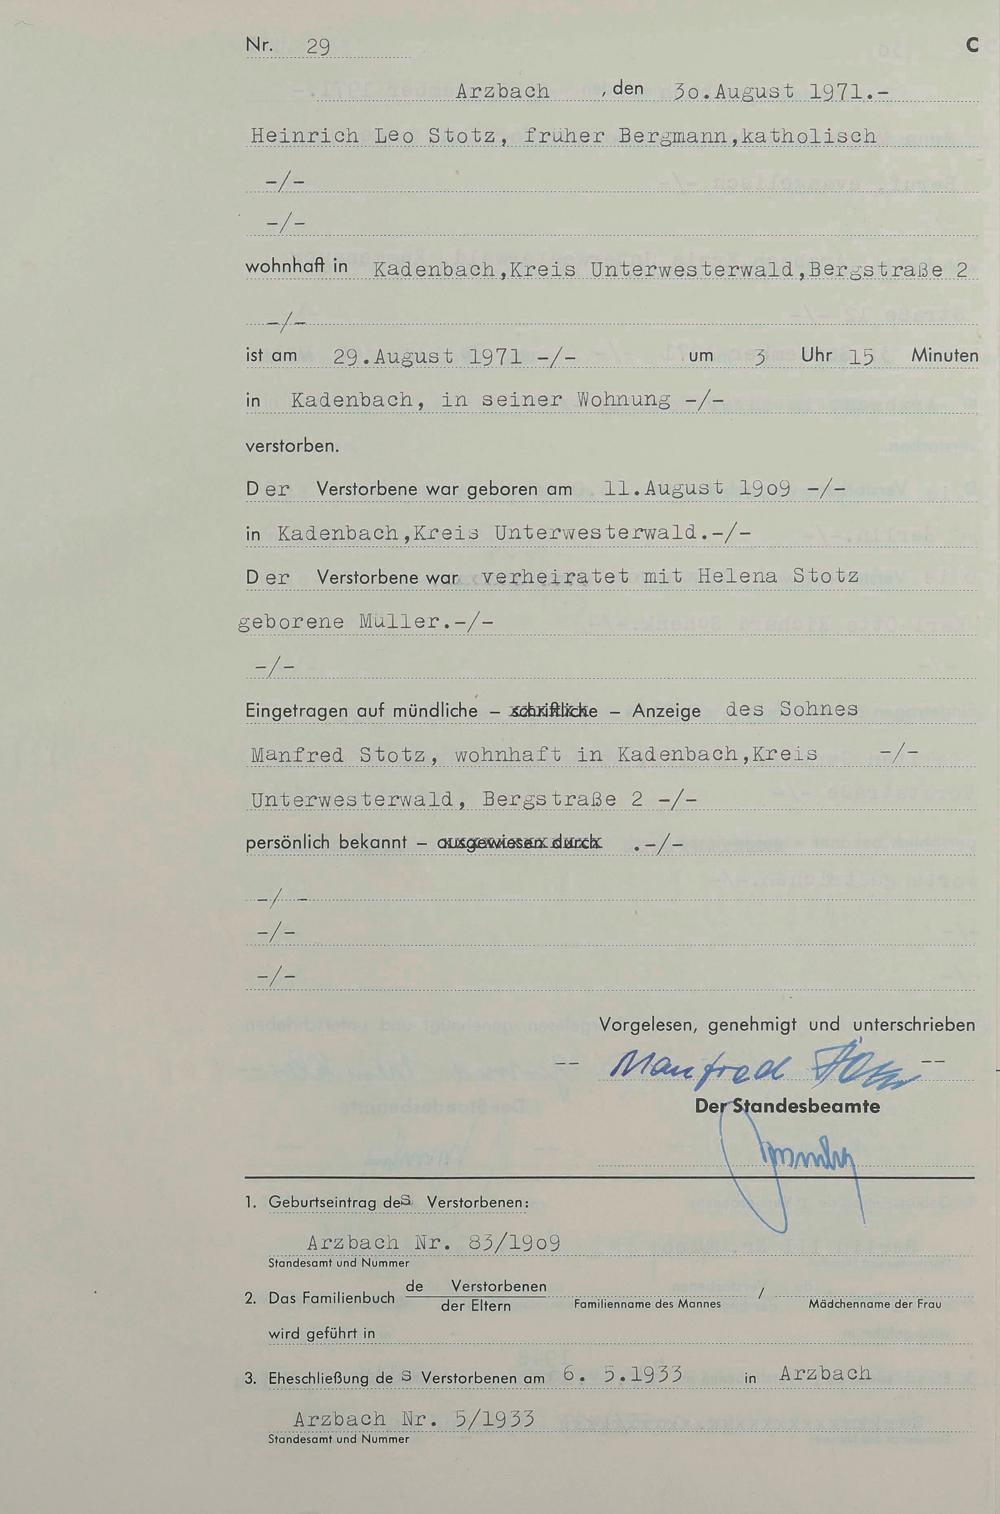 Nr. 29 C
Arzbach , den 3o.August 1971.-
Heinrich Leo Stotz, früher Bergmann,katholisch
-/-
-/-
wohnhaft in Kadenbach,Kreis Unterwesterwald,Bergstraße 2
-/-
ist am 29.August 1971 -/- um 3 Uhr 15 Minuten
in Kadenbach, in seiner Wohnung -/-
verstorben.
Der Verstorbene war geboren am 11.August 19o9 -/-
in Kadenbach,Kreis Unterwesterwald.-/-
Der Verstorbene war verheiratet mit Helena Stotz
geborene Müller.-/-
-/-
Eingetragen auf mündliche – schriftliche – Anzeige des Sohnes
Manfred Stotz, wohnhaft in Kadenbach,Kreis -/-
Unterwesterwald, Bergstraße 2 -/-
persönlich bekannt – ausgewiesen durch .-/-
-/ -
-/-
-/-
Vorgelesen, genehmigt und unterschrieben
-- Manfred Stotz --
Der Standesbeamte
1. Geburtseintrag des Verstorbenen:
Arzbach Nr. 83/19o9
Standesamt und Nummer
2. Das Familienbuch de Verstorbenen /
der Eltern Familienname des Mannes Mädchenname der Frau
wird geführt in
3. Eheschließung de s Verstorbenen am 6. 5.1933 in Arzbach
Arzbach Nr. 5/1933
Standesamt und Nummer